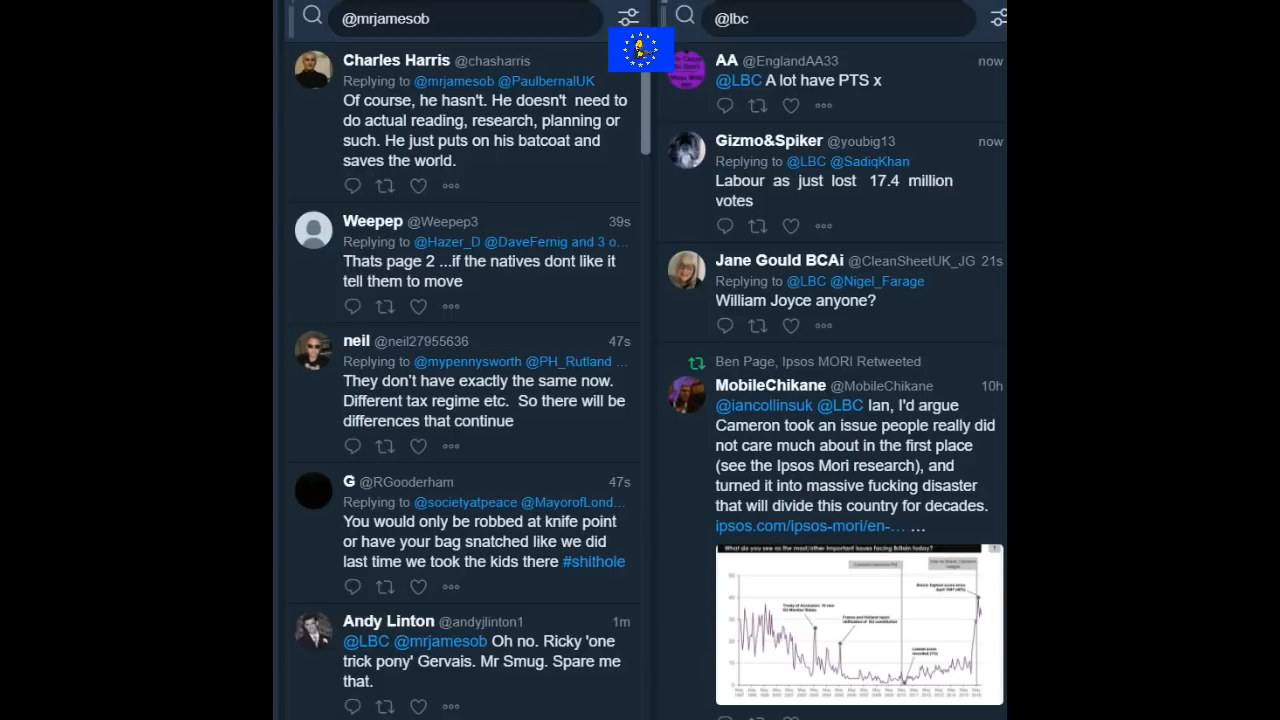 @mrjamesob
Charles Harris @chasharris
Replying to @mrjamesob @PaulbernalUK
Of course, he hasn't. He doesn't need to
do actual reading, research, planning or
such. He just puts on his batcoat and
saves the world.
Weepep @Weepep3 39s
Replying to @Hazer_D @DaveFernig and 3 o...
Thats page 2 ...if the natives dont like it
tell them to move
neil @neil27955636 47s
Replying to @mypennysworth @PH_Rutland ...
They don't have exactly the same now.
Different tax regime etc. So there will be
differences that continue
G @RGooderham 47s
Replying to @societyatpeace @MayorofLond...
You would only be robbed at knife point
or have your bag snatched like we did
last time we took the kids there #shithole
Andy Linton @andyjlinton1 1m
@LBC @mrjamesob Oh no. Ricky 'one
trick pony' Gervais. Mr Smug. Spare me
that.
@lbc
AA @EnglandAA33 now
@LBC A lot have PTS x
Gizmo&Spiker @youbig13 now
Replying to @LBC @SadiqKhan
Labour as just lost 17.4 million
votes
Jane Gould BCAi @CleanSheetUK_JG 21s
Replying to @LBC @Nigel_Farage
William Joyce anyone?
Ben Page, Ipsos MORI Retweeted
MobileChikane @MobileChikane 10h
@iancollinsuk @LBC Ian, I'd argue
Cameron took an issue people really did
not care much about in the first place
(see the Ipsos Mori research), and
turned it into massive fucking disaster
that will divide this country for decades.
ipsos.com/ipsos-mori/en-... ...
What do you see as the most/other important issues facing Britain today?